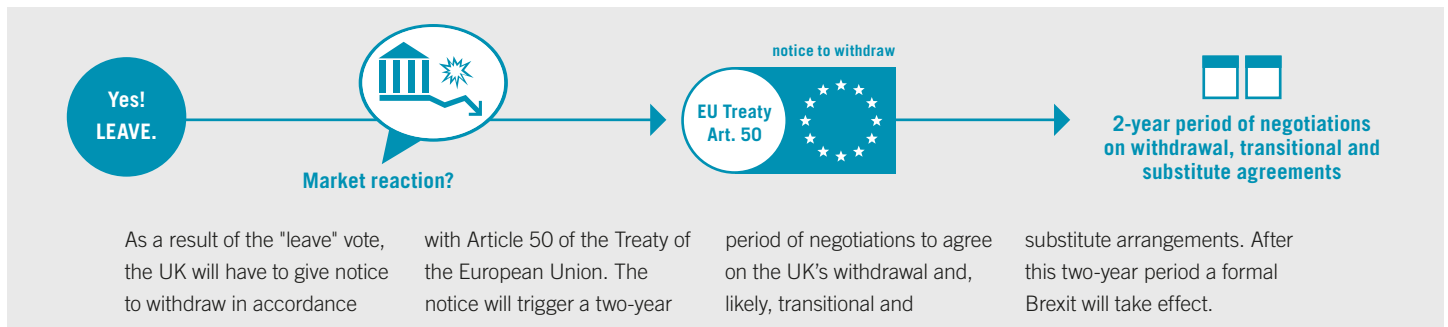 Yes!
LEAVE.
Market reaction?
notice to withdraw
EU Treaty
Art. 50
2-year period of negotiations
on withdrawal, transitional and
substitute agreements
As a result of the "leave" vote,
the UK will have to give notice
to withdraw in accordance
with Article 50 of the Treaty of
the European Union. The
notice will trigger a two-year
period of negotiations to agree
on the UK's withdrawal and,
likely, transitional and
substitute arrangements. After
this two-year period a formal
Brexit will take effect.